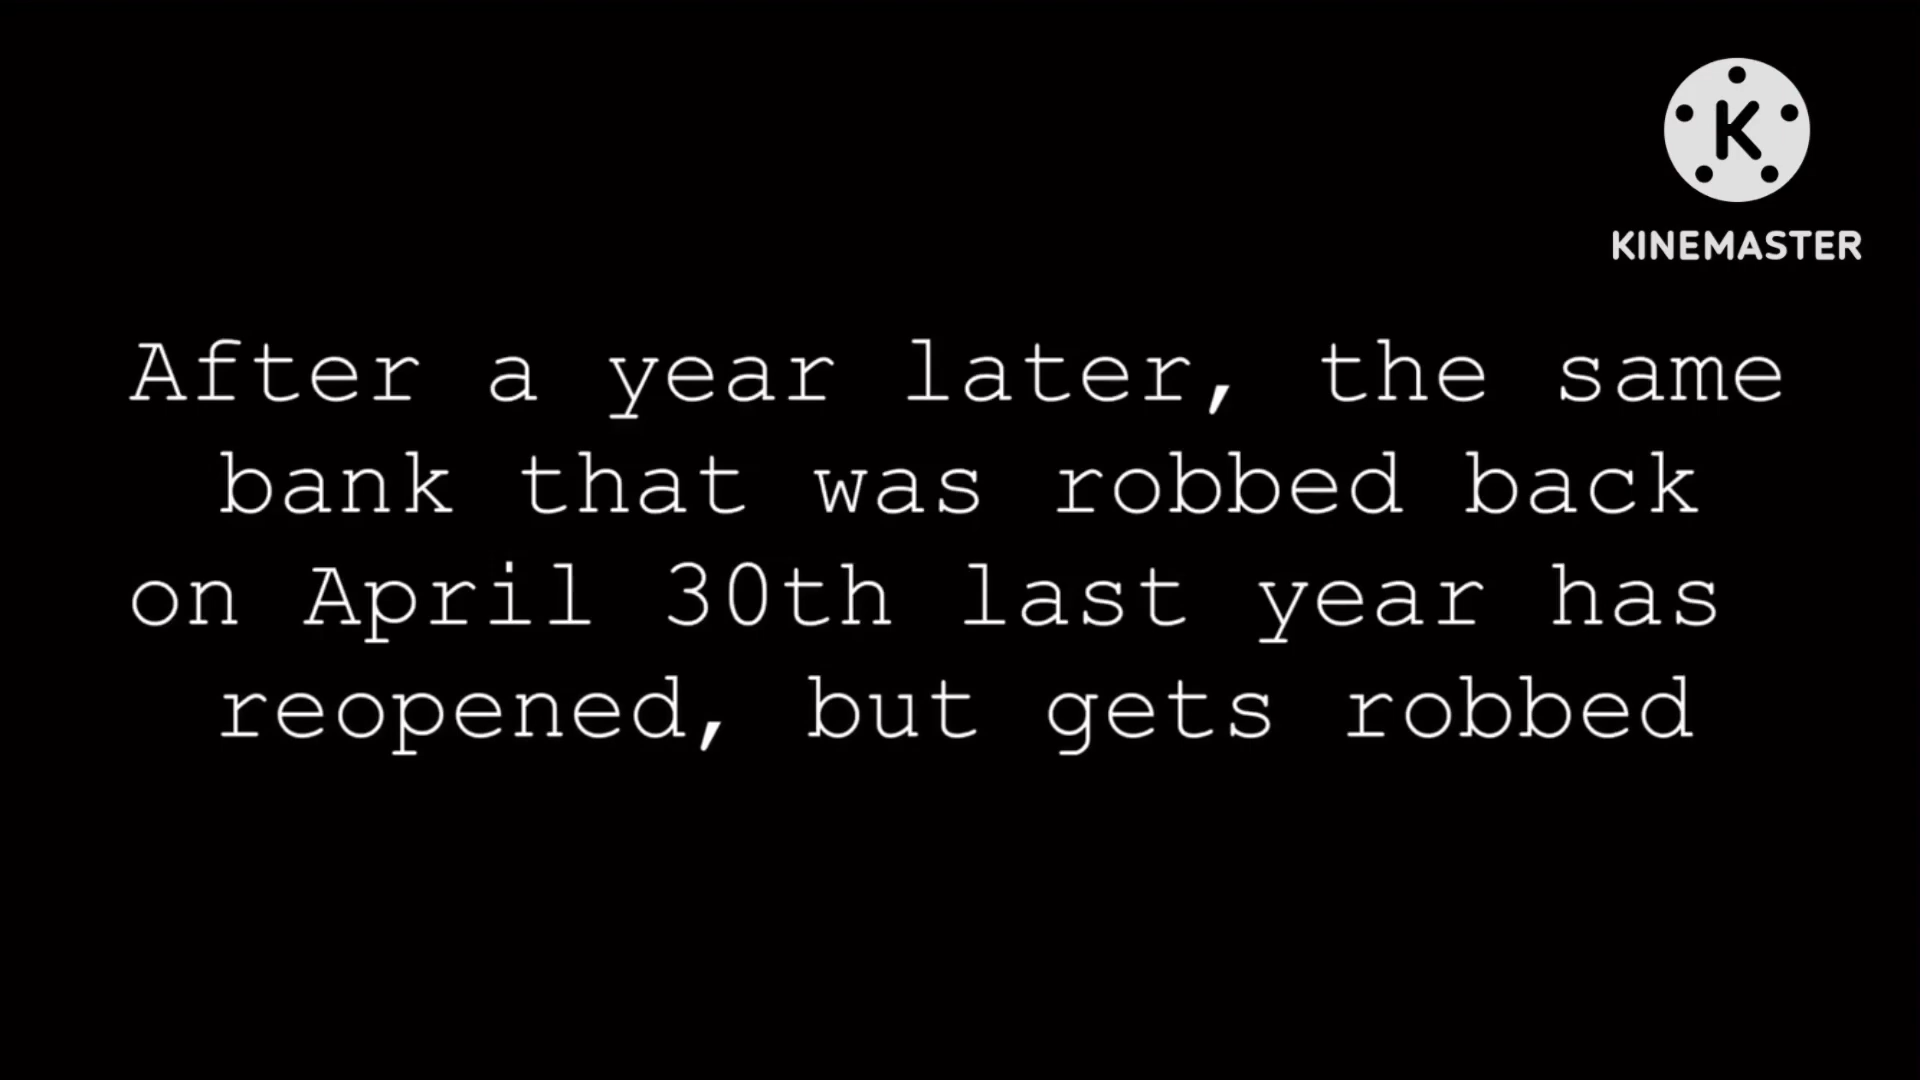 K
KINEMASTER
After a year later, the same
bank that was robbed back
on April 30th last year has
reopened, but gets robbed